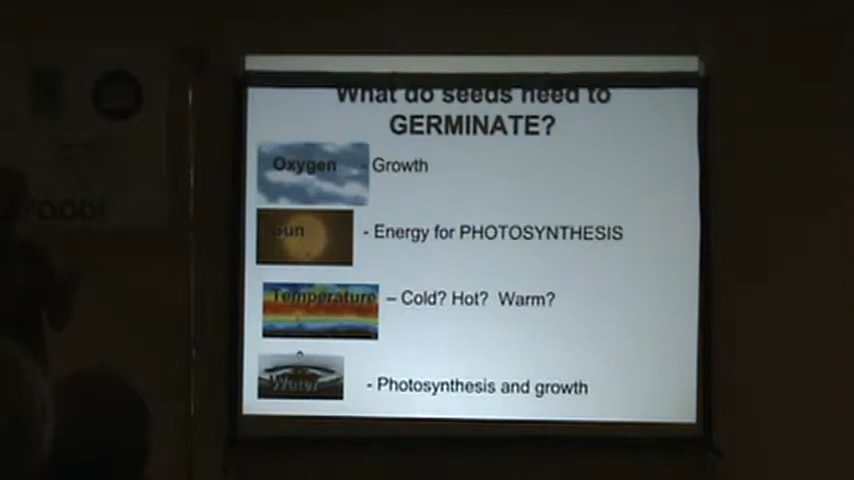 What do seeds need to
GERMINATE?
Oxygen - Growth
Sun - Energy for PHOTOSYNTHESIS
Temperature – Cold? Hot? Warm?
Water - Photosynthesis and growth